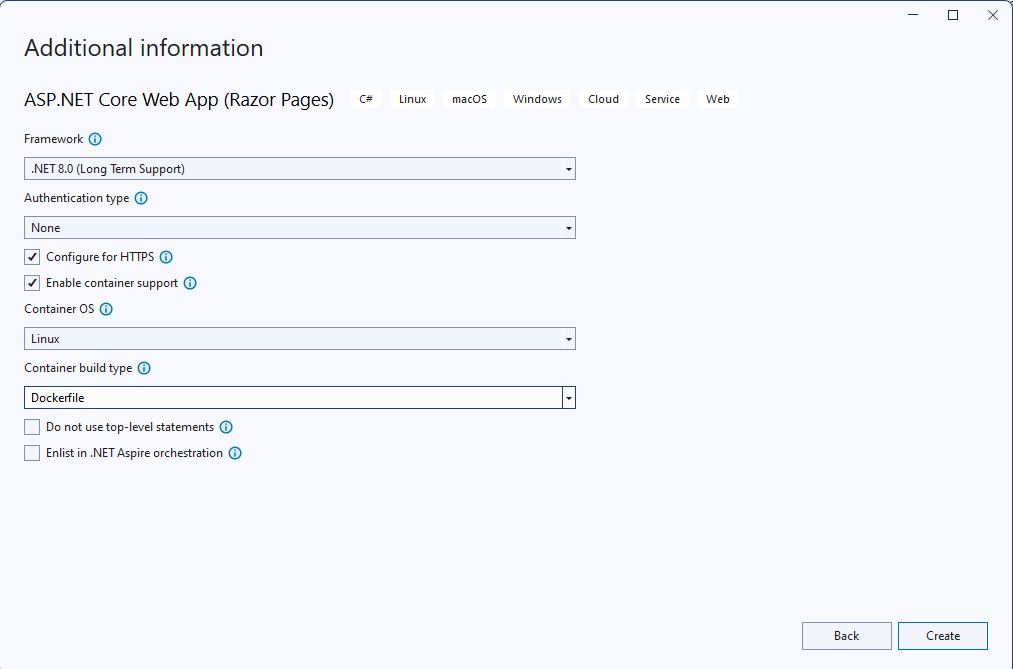 Additional information
ASP.NET Core Web App (Razor Pages) C# Linux macOS Windows Cloud Service Web
Framework
.NET 8.0 (Long Term Support)
Authentication type
None
Configure for HTTPS
Enable container support
Container OS
Linux
Container build type
Dockerfile
Do not use top-level statements
Enlist in .NET Aspire orchestration
Back Create